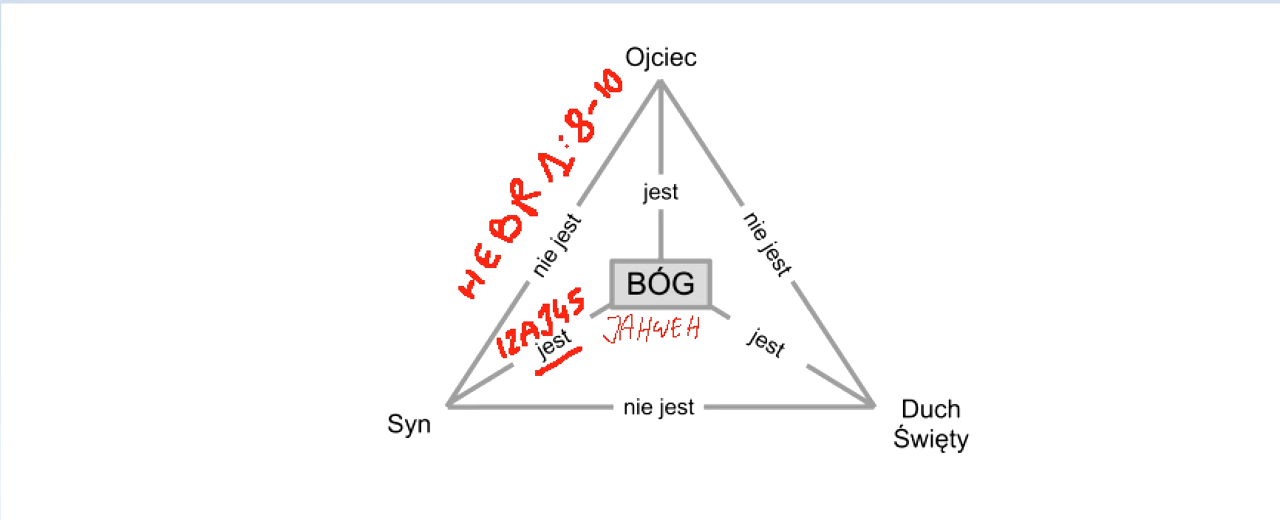 Ojciec
HEBR 1:8-10
jest
nie jest
nie jest
BÓG
IZAJ45
jest
JAHWEH
jest
nie jest
Syn
Duch
Święty